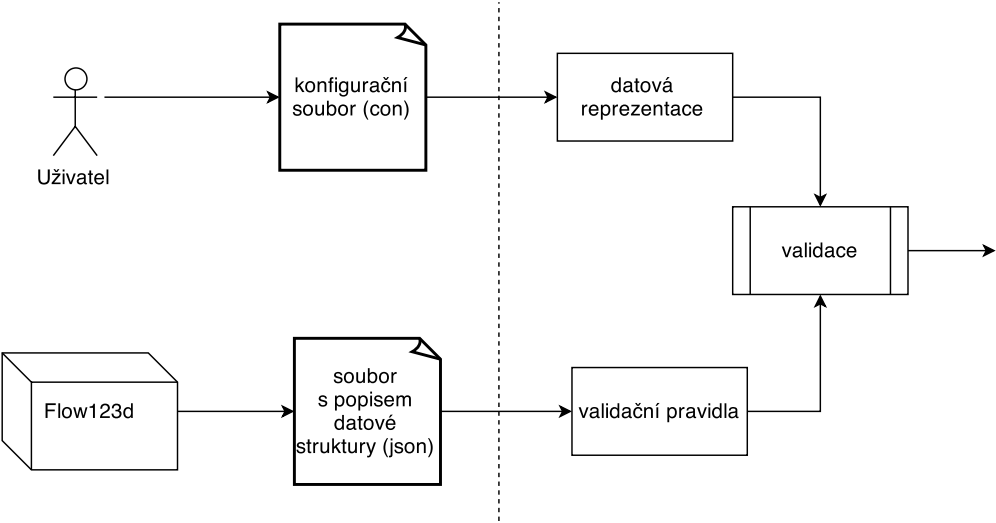 konfigurační
soubor (con)
datová
reprezentace
Uživatel
validace
Flow123d
soubor
s popisem
datové
struktury (json)
validační pravidla